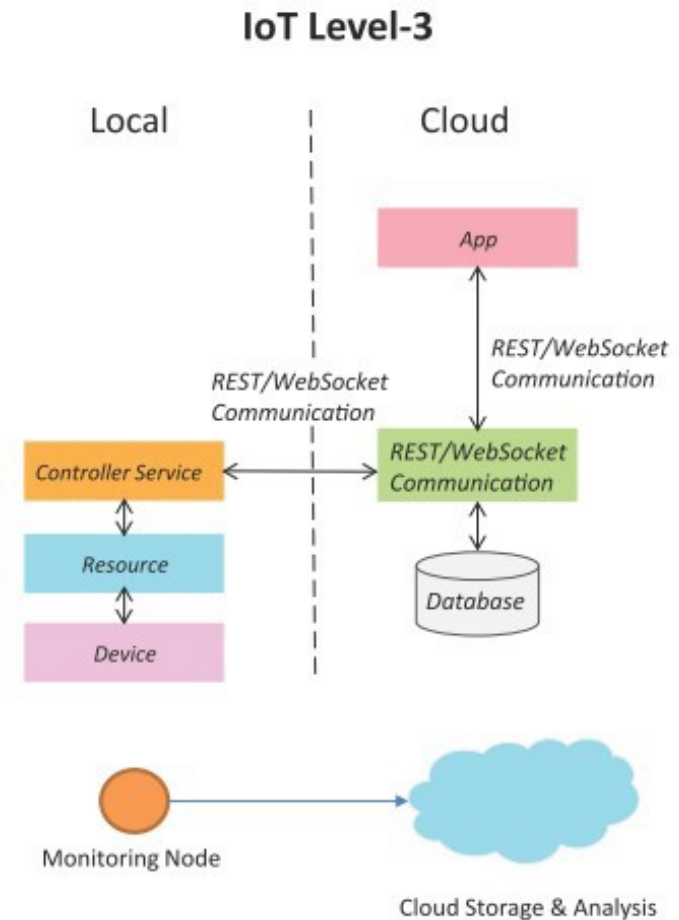 IoT Level-3
Local
Cloud
App
REST/WebSocket
Communication
REST/WebSocket
Communication
Controller Service
REST/WebSocket
Communication
Resource
Database
Device
Monitoring Node
Cloud Storage & Analysis